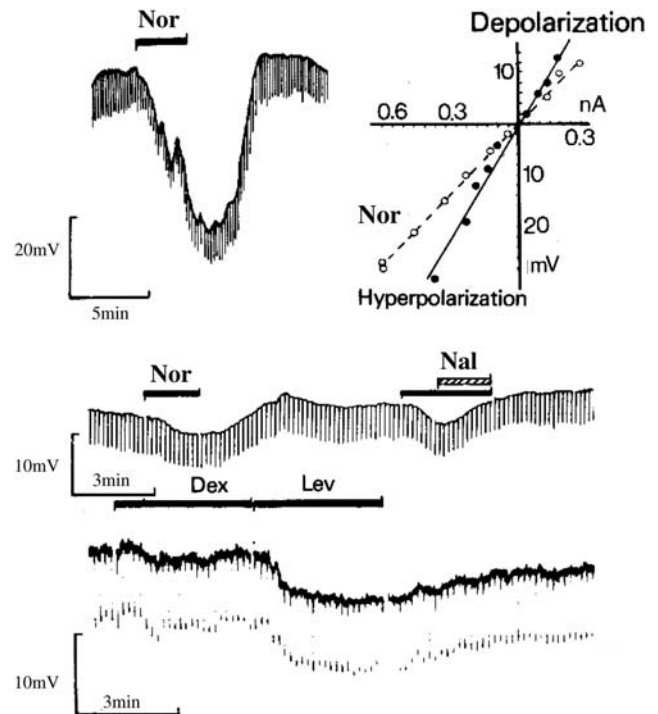 Nor
20mV
5min
Depolarization
10
0.6 0.3 nA
0.3
10
Nor
20
mV
Hyperpolarization
Nor
Nal
10mV
3min
Dex Lev
10mV
3min